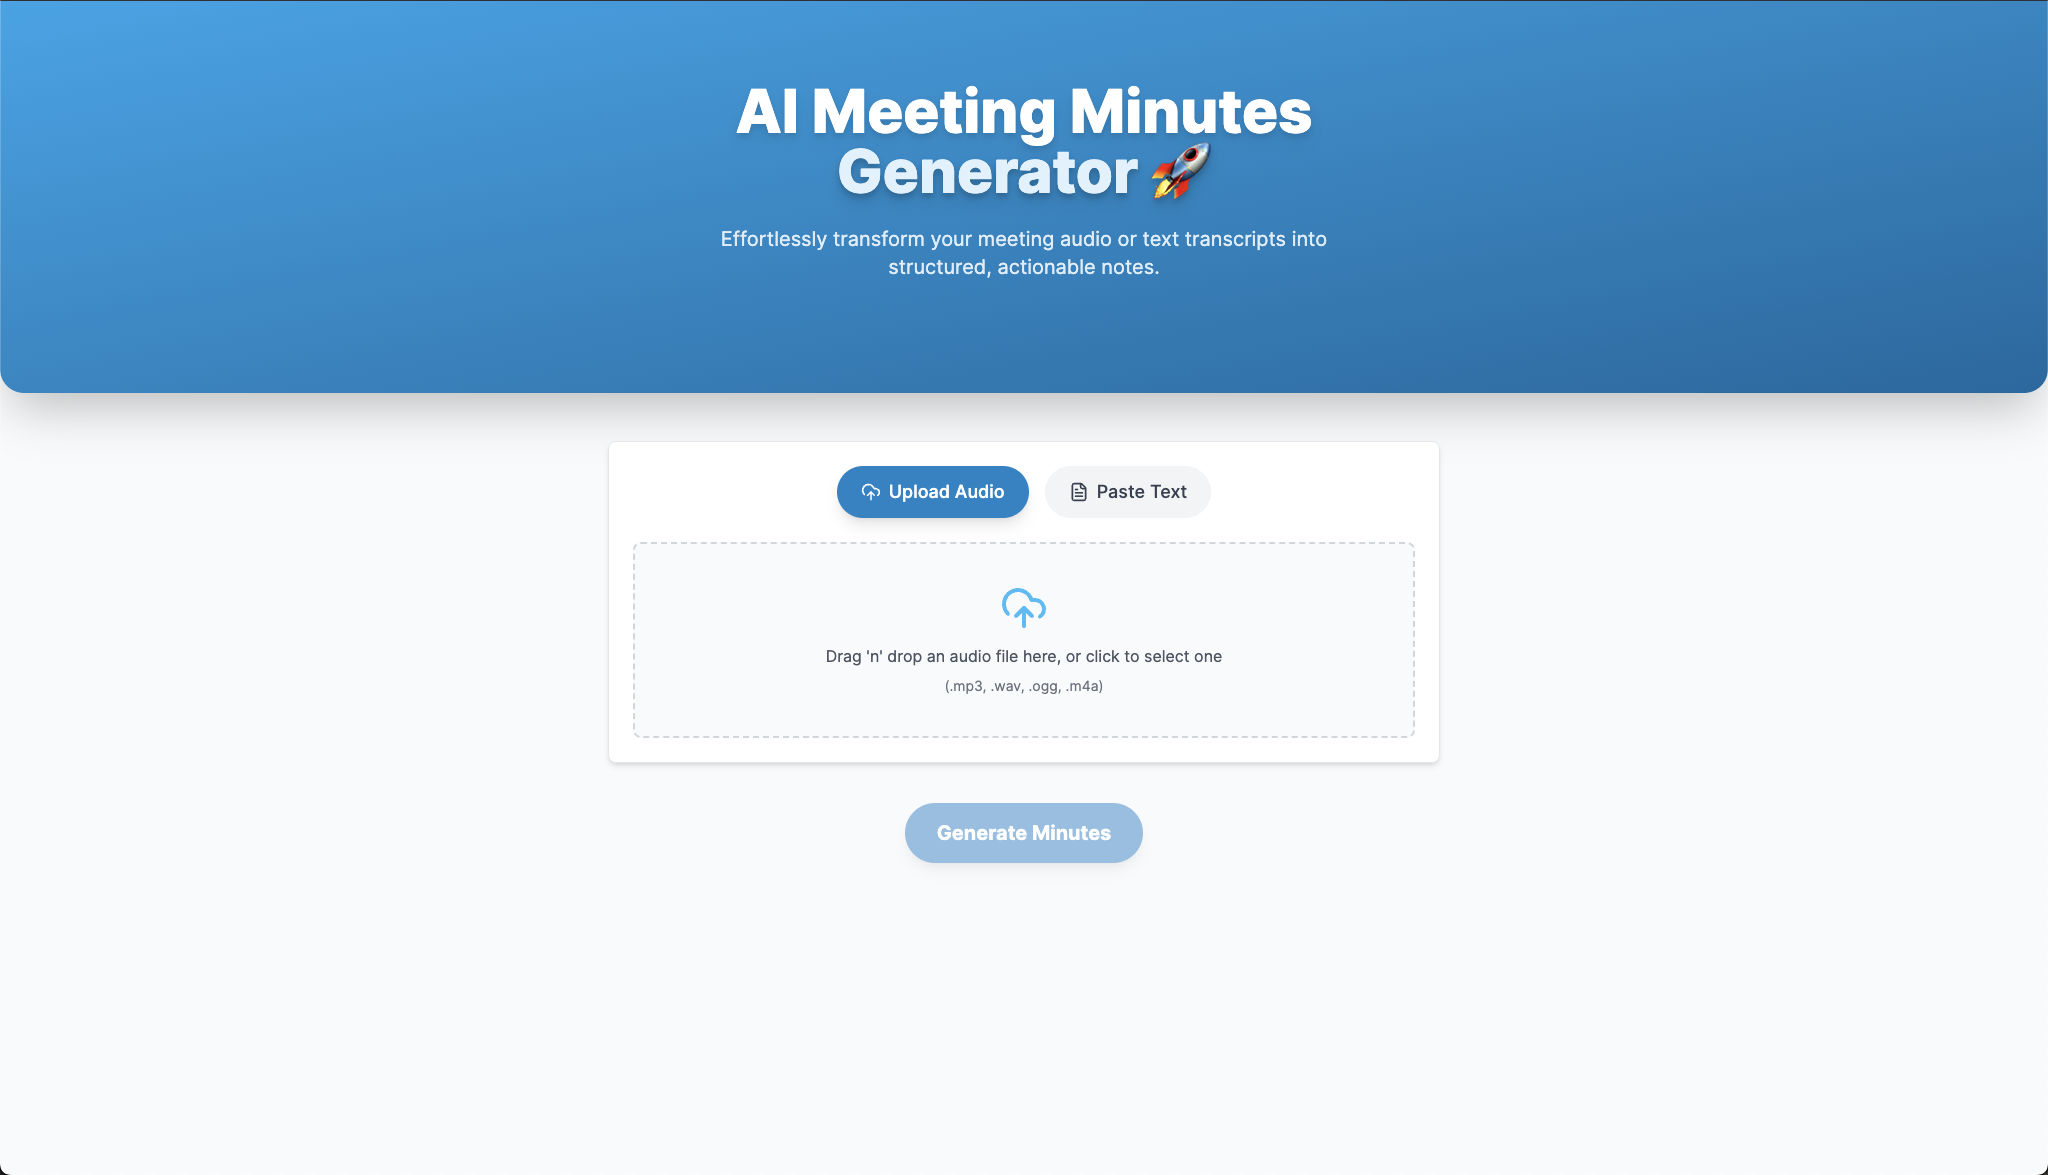 AI Meeting Minutes
Generator 🚀
Effortlessly transform your meeting audio or text transcripts into
structured, actionable notes.
Upload Audio
Paste Text
Drag 'n' drop an audio file here, or click to select one
(.mp3, .wav, .ogg, .m4a)
Generate Minutes